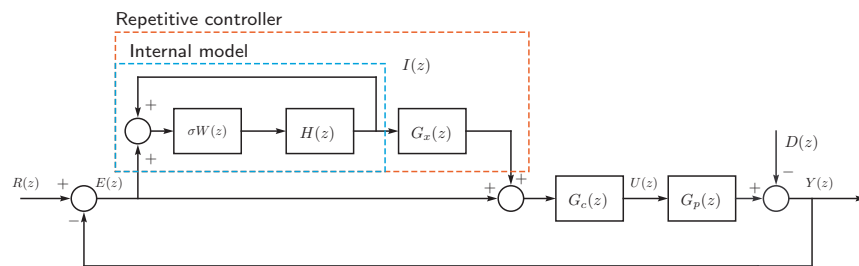 Repetitive controller
Internal model
I(z)
+
σW(z)
H(z)
G_x(z)
+
D(z)
R(z)
+
E(z)
+
+
G_c(z)
U(z)
G_p(z)
+
−
Y(z)
−